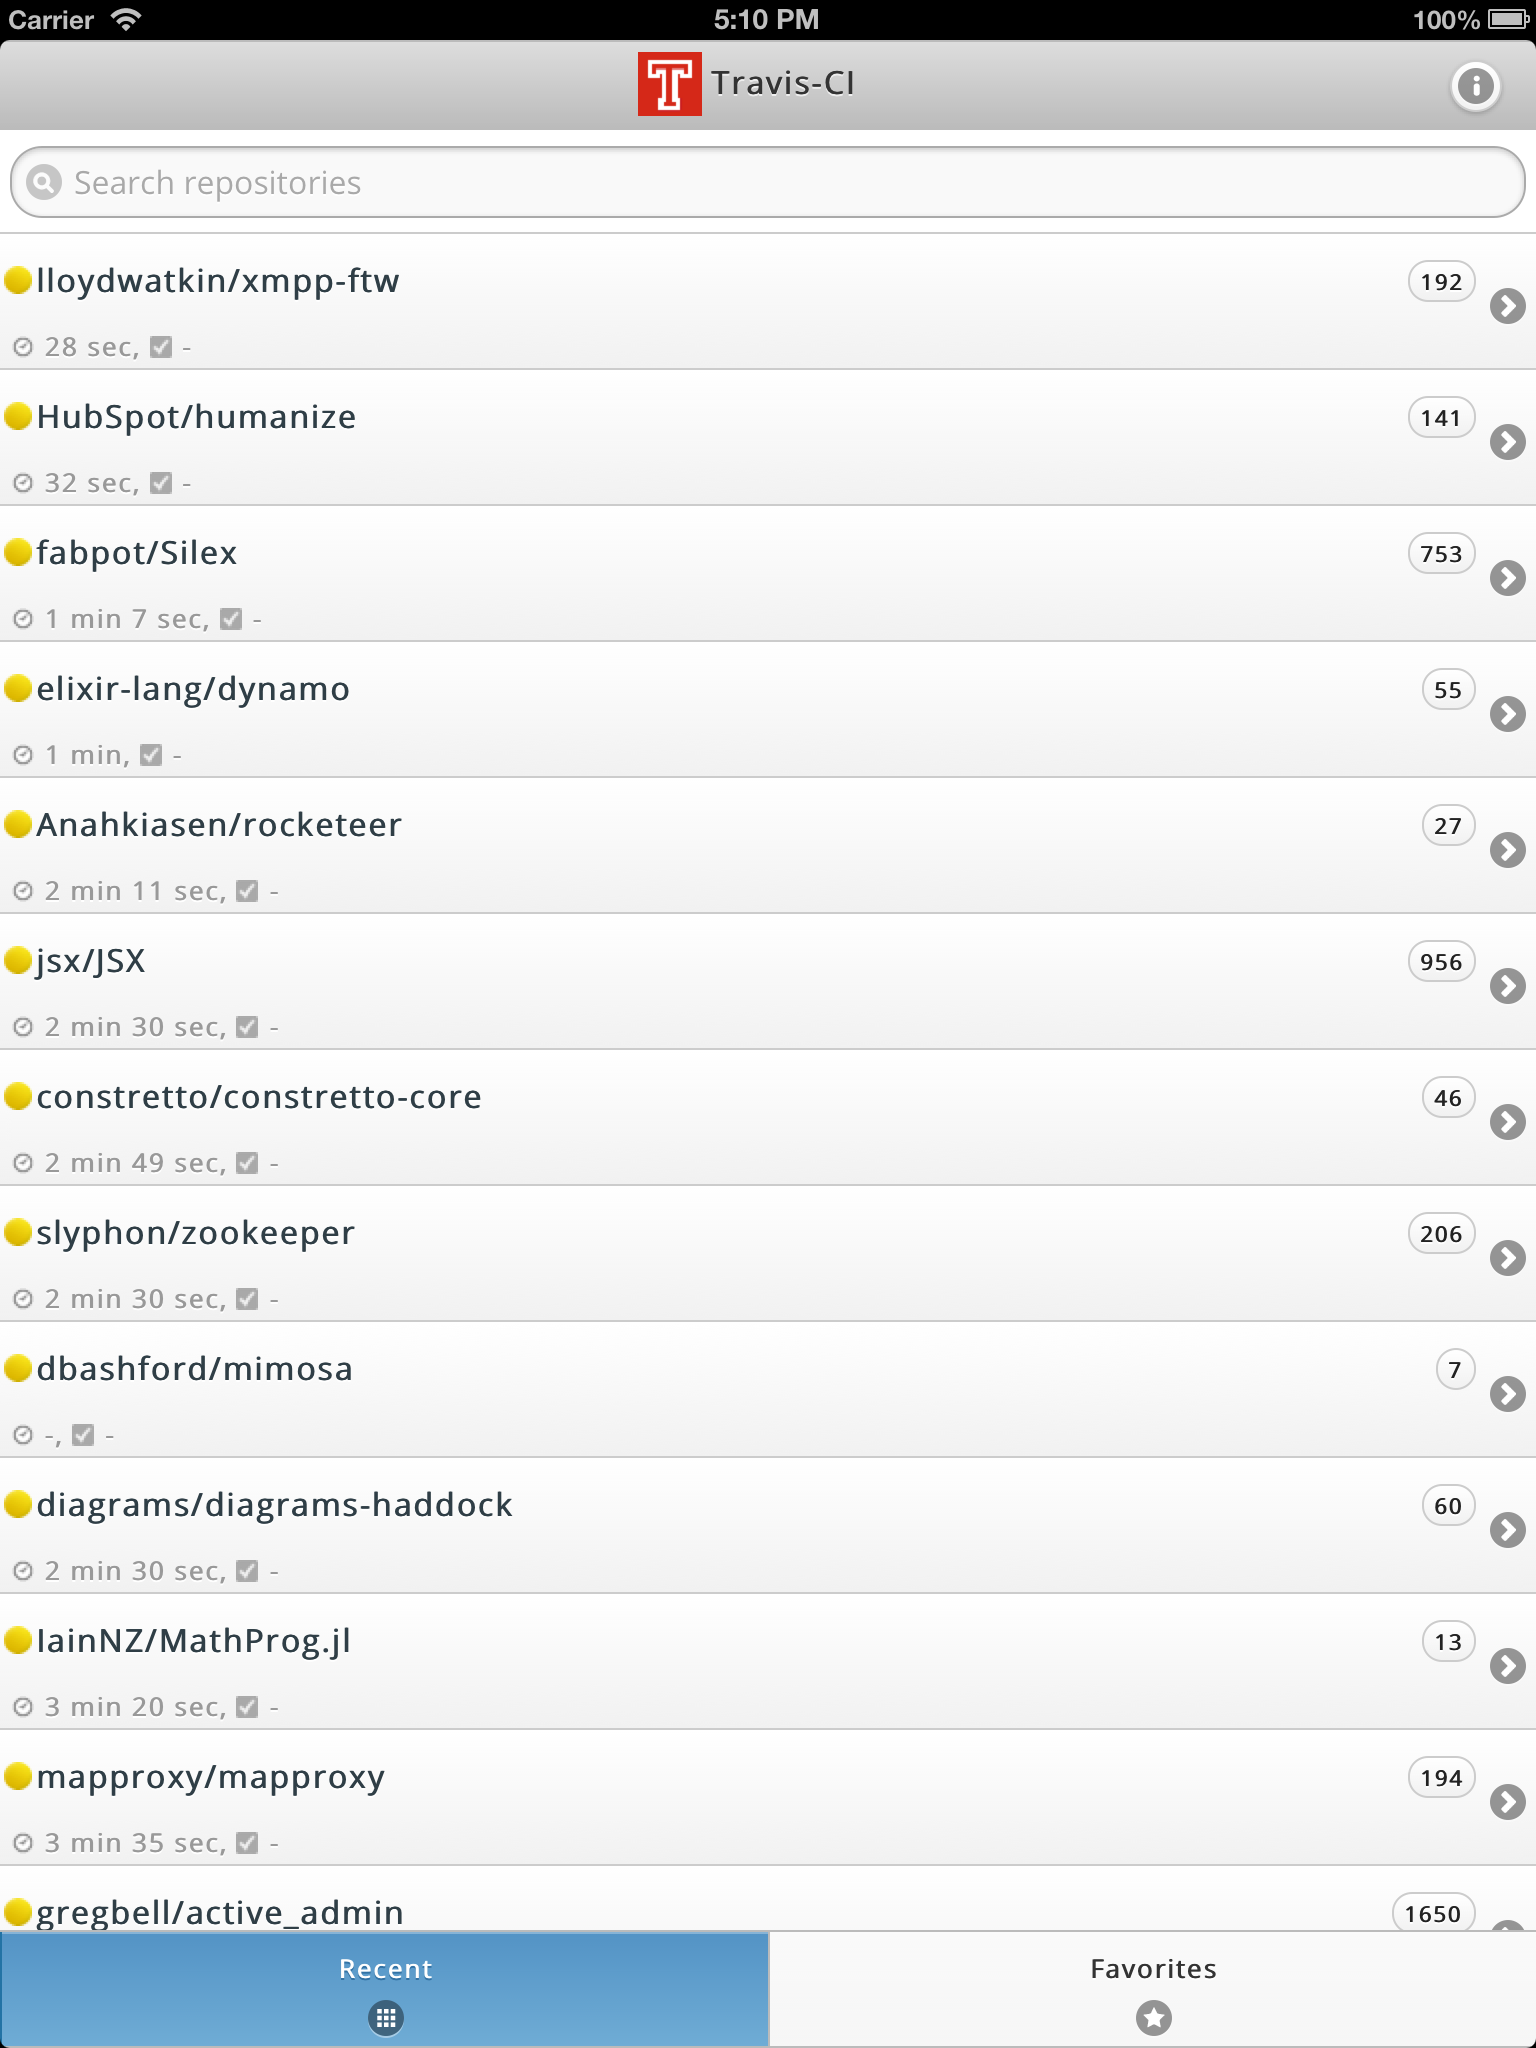 Carrier 5:10 PM 100%
T Travis-CI
Search repositories
lloydwatkin/xmpp-ftw 192
28 sec, -
HubSpot/humanize 141
32 sec, -
fabpot/Silex 753
1 min 7 sec, -
elixir-lang/dynamo 55
1 min, -
Anahkiasen/rocketeer 27
2 min 11 sec, -
jsx/JSX 956
2 min 30 sec, -
constretto/constretto-core 46
2 min 49 sec, -
slyphon/zookeeper 206
2 min 30 sec, -
dbashford/mimosa 7
-, -
diagrams/diagrams-haddock 60
2 min 30 sec, -
IainNZ/MathProg.jl 13
3 min 20 sec, -
mapproxy/mapproxy 194
3 min 35 sec, -
gregbell/active_admin 1650
Recent Favorites